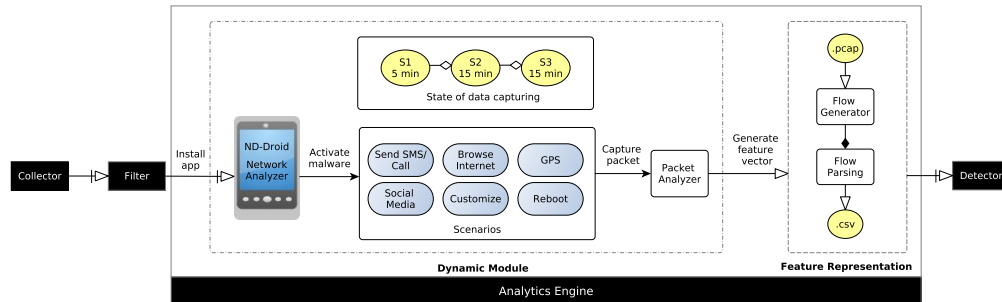 S1
5 min
S2
15 min
S3
15 min
State of data capturing
Collector
Filter
Install
app
ND-Droid
Network
Analyzer
Activate
malware
Send SMS/
Call
Browse
Internet
GPS
Social
Media
Customize
Reboot
Scenarios
Capture
packet
Packet
Analyzer
Generate
feature
vector
.pcap
Flow
Generator
Flow
Parsing
.csv
Detector
Dynamic Module
Feature Representation
Analytics Engine